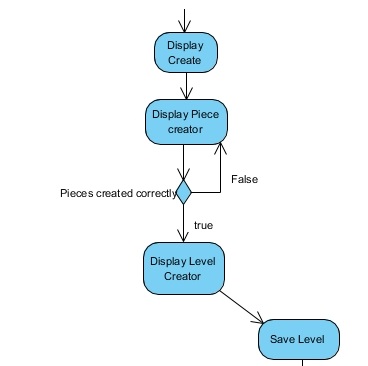 Display
Create
Display Piece
creator
Pieces created correctly
False
true
Display Level
Creator
Save Level